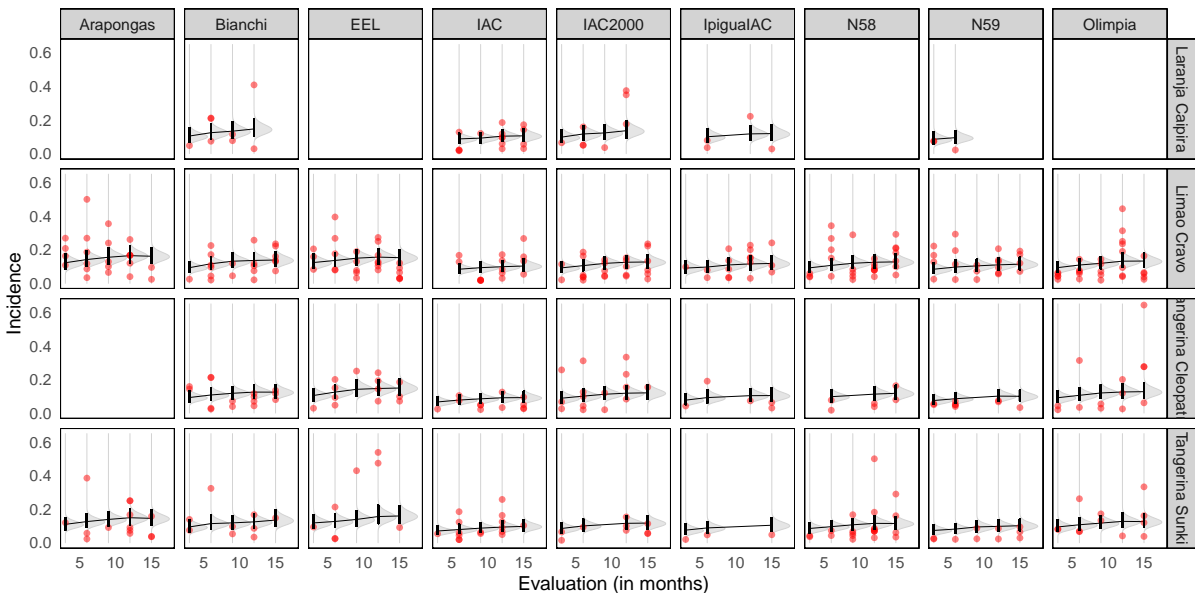 Arapongas Bianchi EEL IAC IAC2000 IpiguaIAC N58 N59 Olimpia
0.6
0.4
0.2
0.0
Laranja Caipira
0.6
0.4
0.2
0.0
Limao Cravo
0.6
0.4
0.2
0.0
angerina Cleopat
0.6
0.4
0.2
0.0
Tangerina Sunki
Incidence
5 10 15 5 10 15 5 10 15 5 10 15 5 10 15 5 10 15 5 10 15 5 10 15 5 10 15
Evaluation (in months)